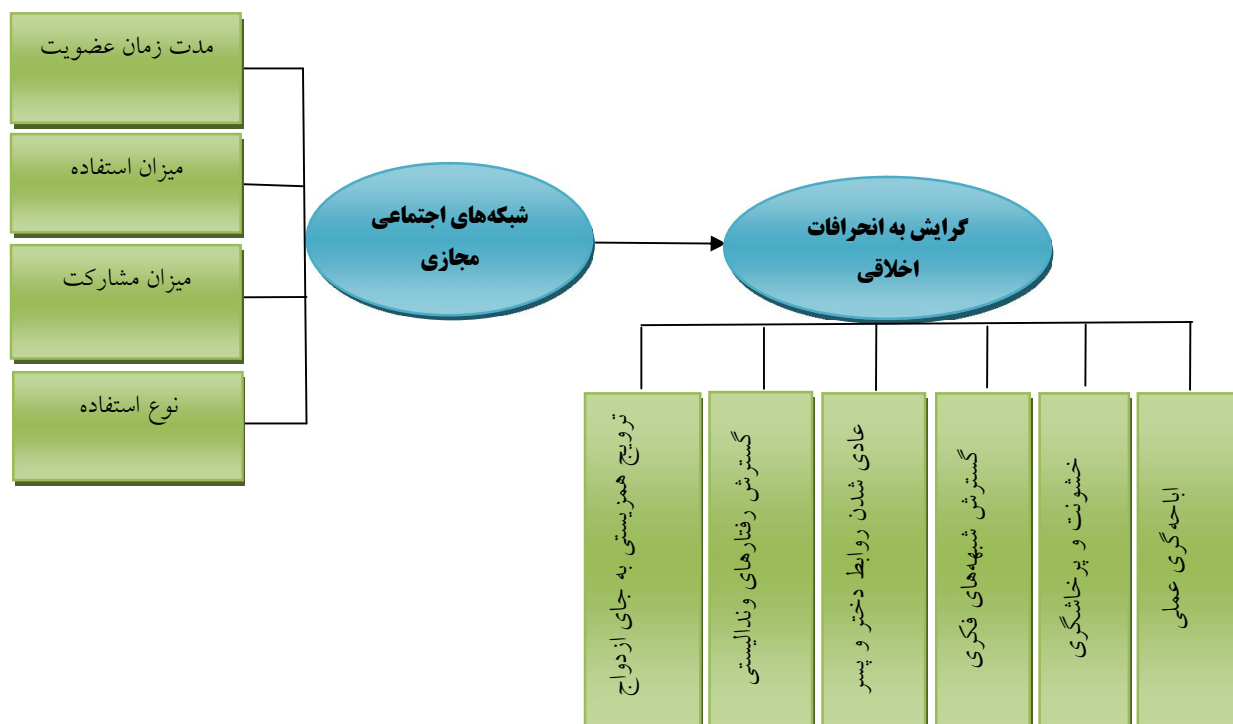 مدت زمان عضویت
میزان استفاده
میزان مشارکت
نوع استفاده
شبکه‌های اجتماعی
مجازی
گرایش به انحرافات
اخلاقی
اباحه‌گری عملی
خشونت و پرخاشگری
گسترش شبهه‌های فکری
عادی شدن روابط دختر و پسر
گسترش رفتارهای وندالیستی
ترویج همزیستی به جای ازدواج